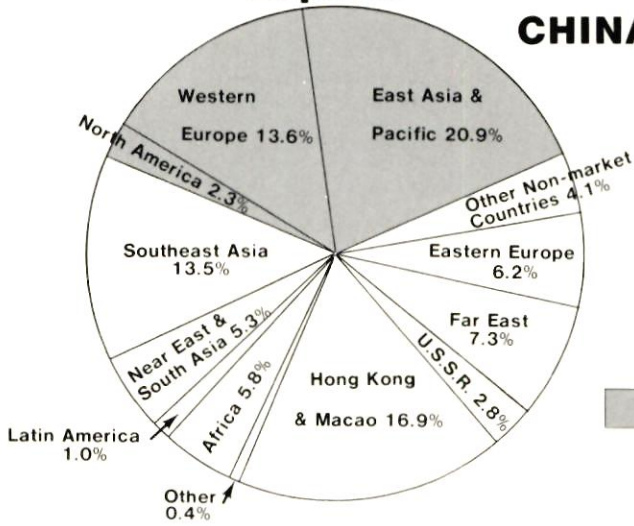 CHINA
Western
Europe 13.6%
East Asia &
Pacific 20.9%
North America 2.3%
Other Non-market
Countries 4.1%
Southeast Asia
13.5%
Eastern Europe
6.2%
Far East
7.3%
U.S.S.R. 2.8%
Near East &
South Asia 5.3%
Hong Kong
& Macao 16.9%
Africa 5.8%
Latin America
1.0%
Other
0.4%